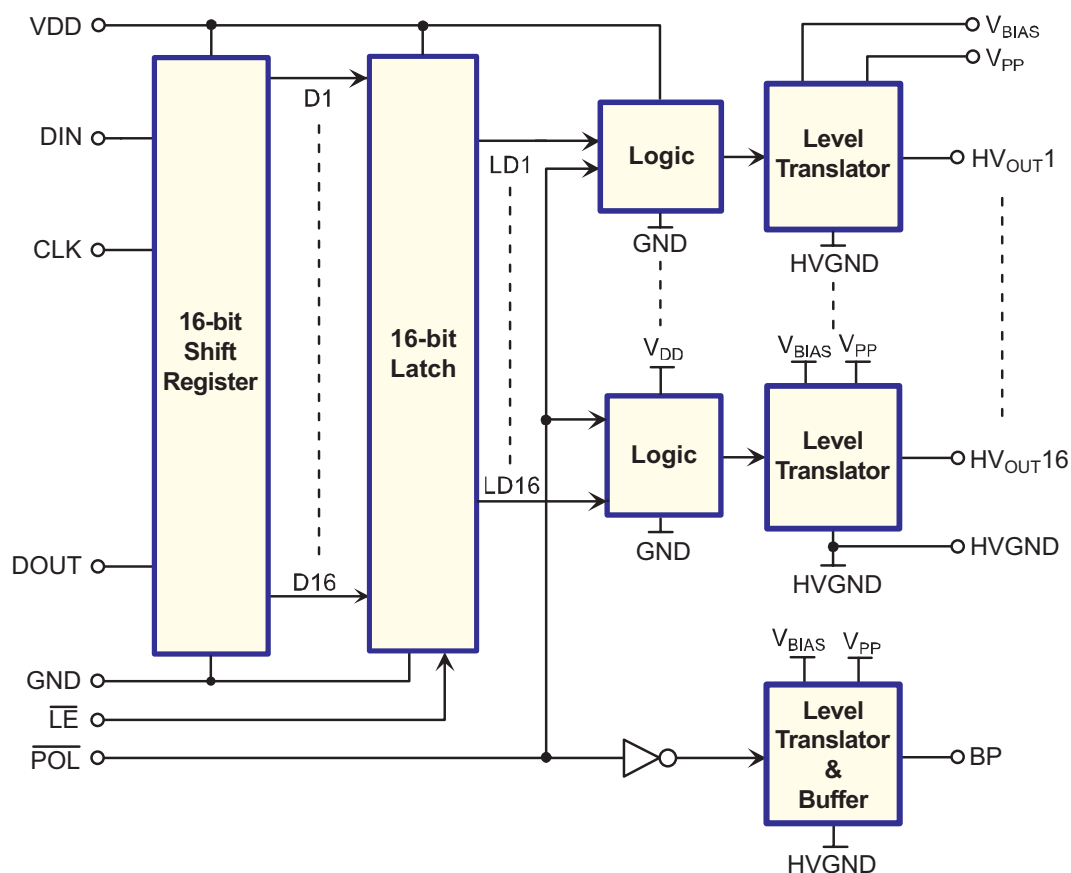 VDD
V_BIAS
V_PP
D1
DIN
LD1
Logic
Level
Translator
HV_OUT1
CLK
GND
HVGND
16-bit
Shift
Register
16-bit
Latch
V_DD
V_BIAS
V_PP
Logic
Level
Translator
HV_OUT16
LD16
GND
HVGND
DOUT
D16
HVGND
V_BIAS
V_PP
GND
L̅E̅
P̅O̅L̅
Level
Translator
&
Buffer
BP
HVGND